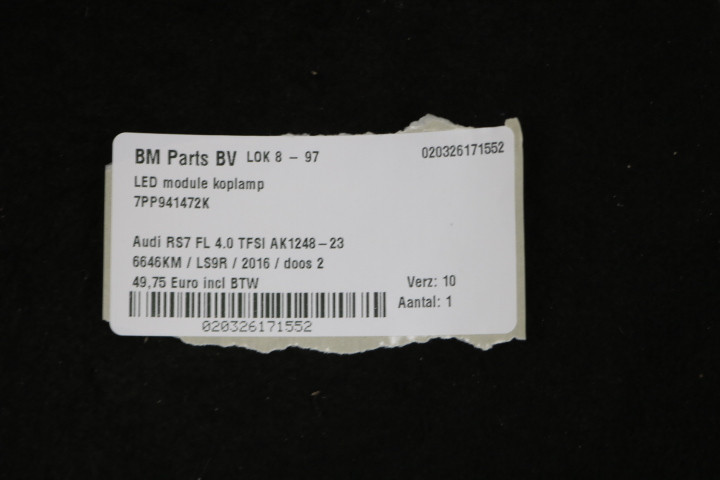 BM Parts BV LOK 8 - 97 020326171552
LED module koplamp
7PP941472K
Audi RS7 FL 4.0 TFSI AK1248-23
6646KM / LS9R / 2016 / doos 2
49,75 Euro incl BTW Verz: 10
Aantal: 1
020326171552